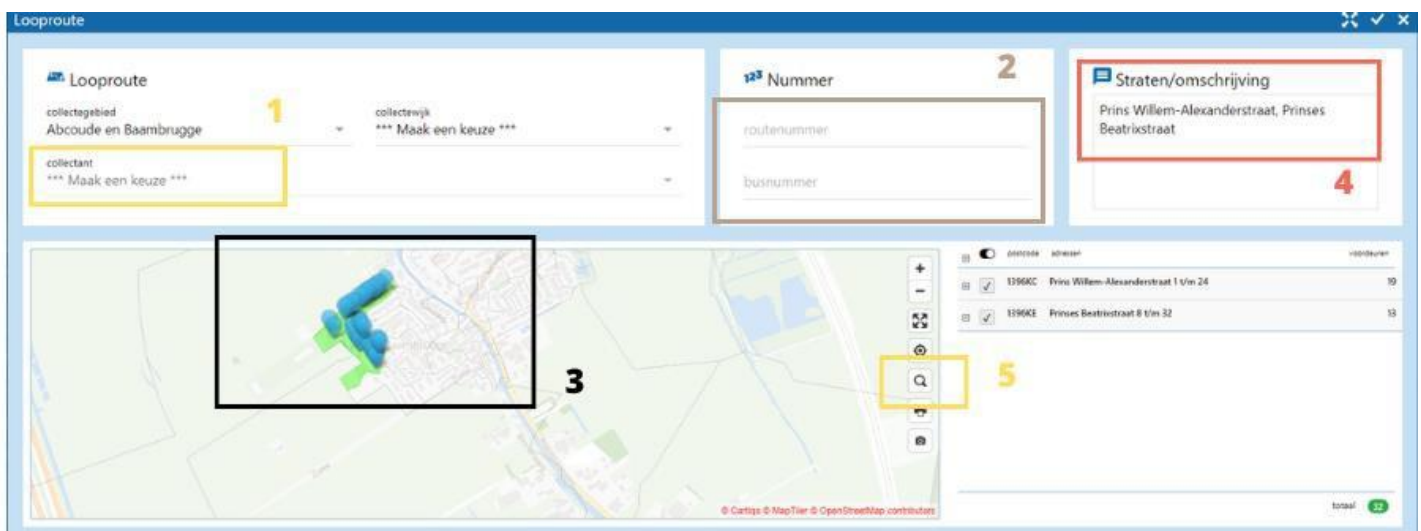 Looproute
Looproute
1
collectegebied
Abcoude en Baambrugge
collectewijk
*** Maak een keuze ***
collectant
*** Maak een keuze ***
123 Nummer
2
routenummer
busnummer
Straten/omschrijving
Prins Willem-Alexanderstraat, Prinses
Beatrixstraat
4
3
5
postcode adressen voordeuren
1396KC Prins Willem-Alexanderstraat 1 t/m 24 19
1396KE Prinses Beatrixstraat 8 t/m 32 13
© Cartiqs © MapTiler © OpenStreetMap contributors
totaal 32